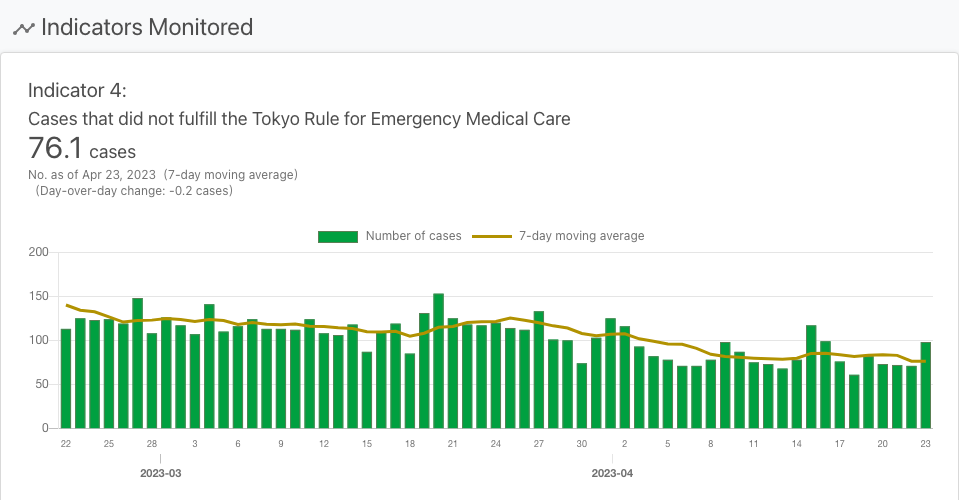 Indicators Monitored
Indicator 4:
Cases that did not fulfill the Tokyo Rule for Emergency Medical Care
76.1 cases
No. as of Apr 23, 2023 (7-day moving average)
(Day-over-day change: -0.2 cases)
Number of cases 7-day moving average
200
150
100
50
0
22 25 28 3 6 9 12 15 18 21 24 27 30 2 5 8 11 14 17 20 23
2023-03 2023-04